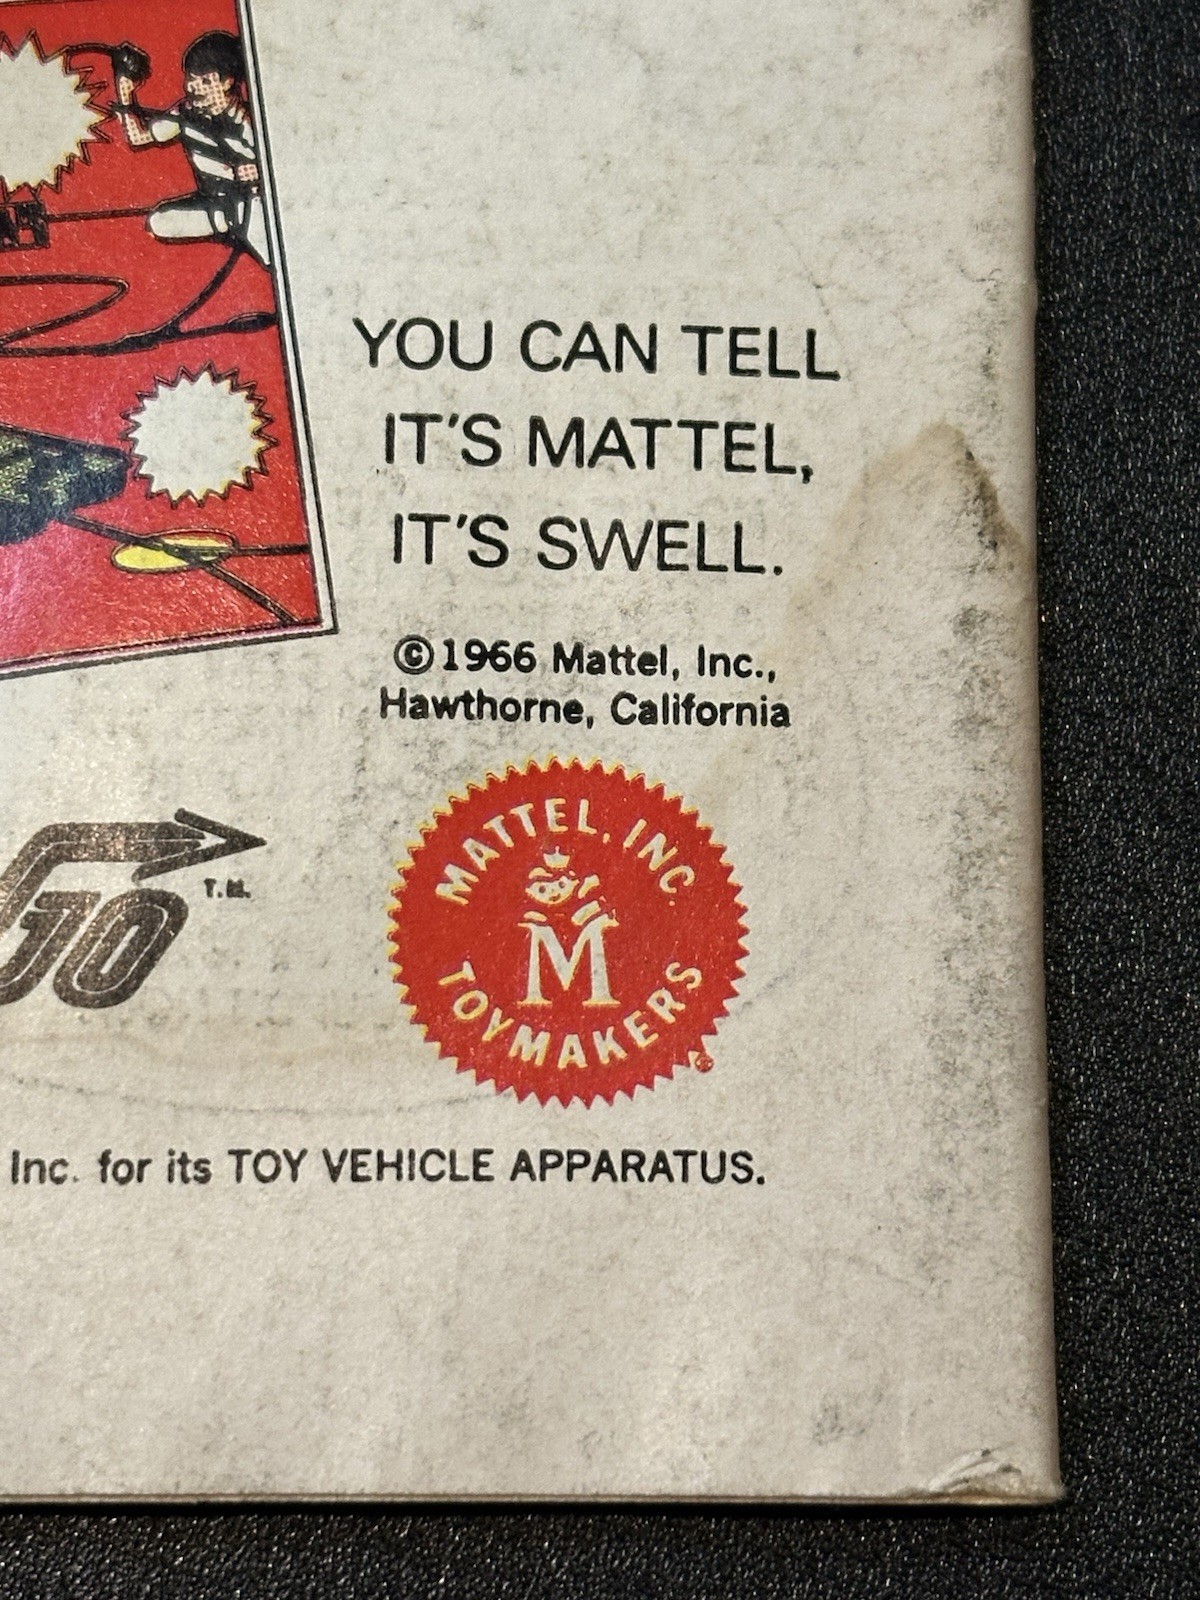 YOU CAN TELL
IT'S MATTEL,
IT'S SWELL.
©1966 Mattel, Inc.,
Hawthorne, California
GO
T.M.
MATTEL, INC.
M
TOYMAKERS
®
Inc. for its TOY VEHICLE APPARATUS.